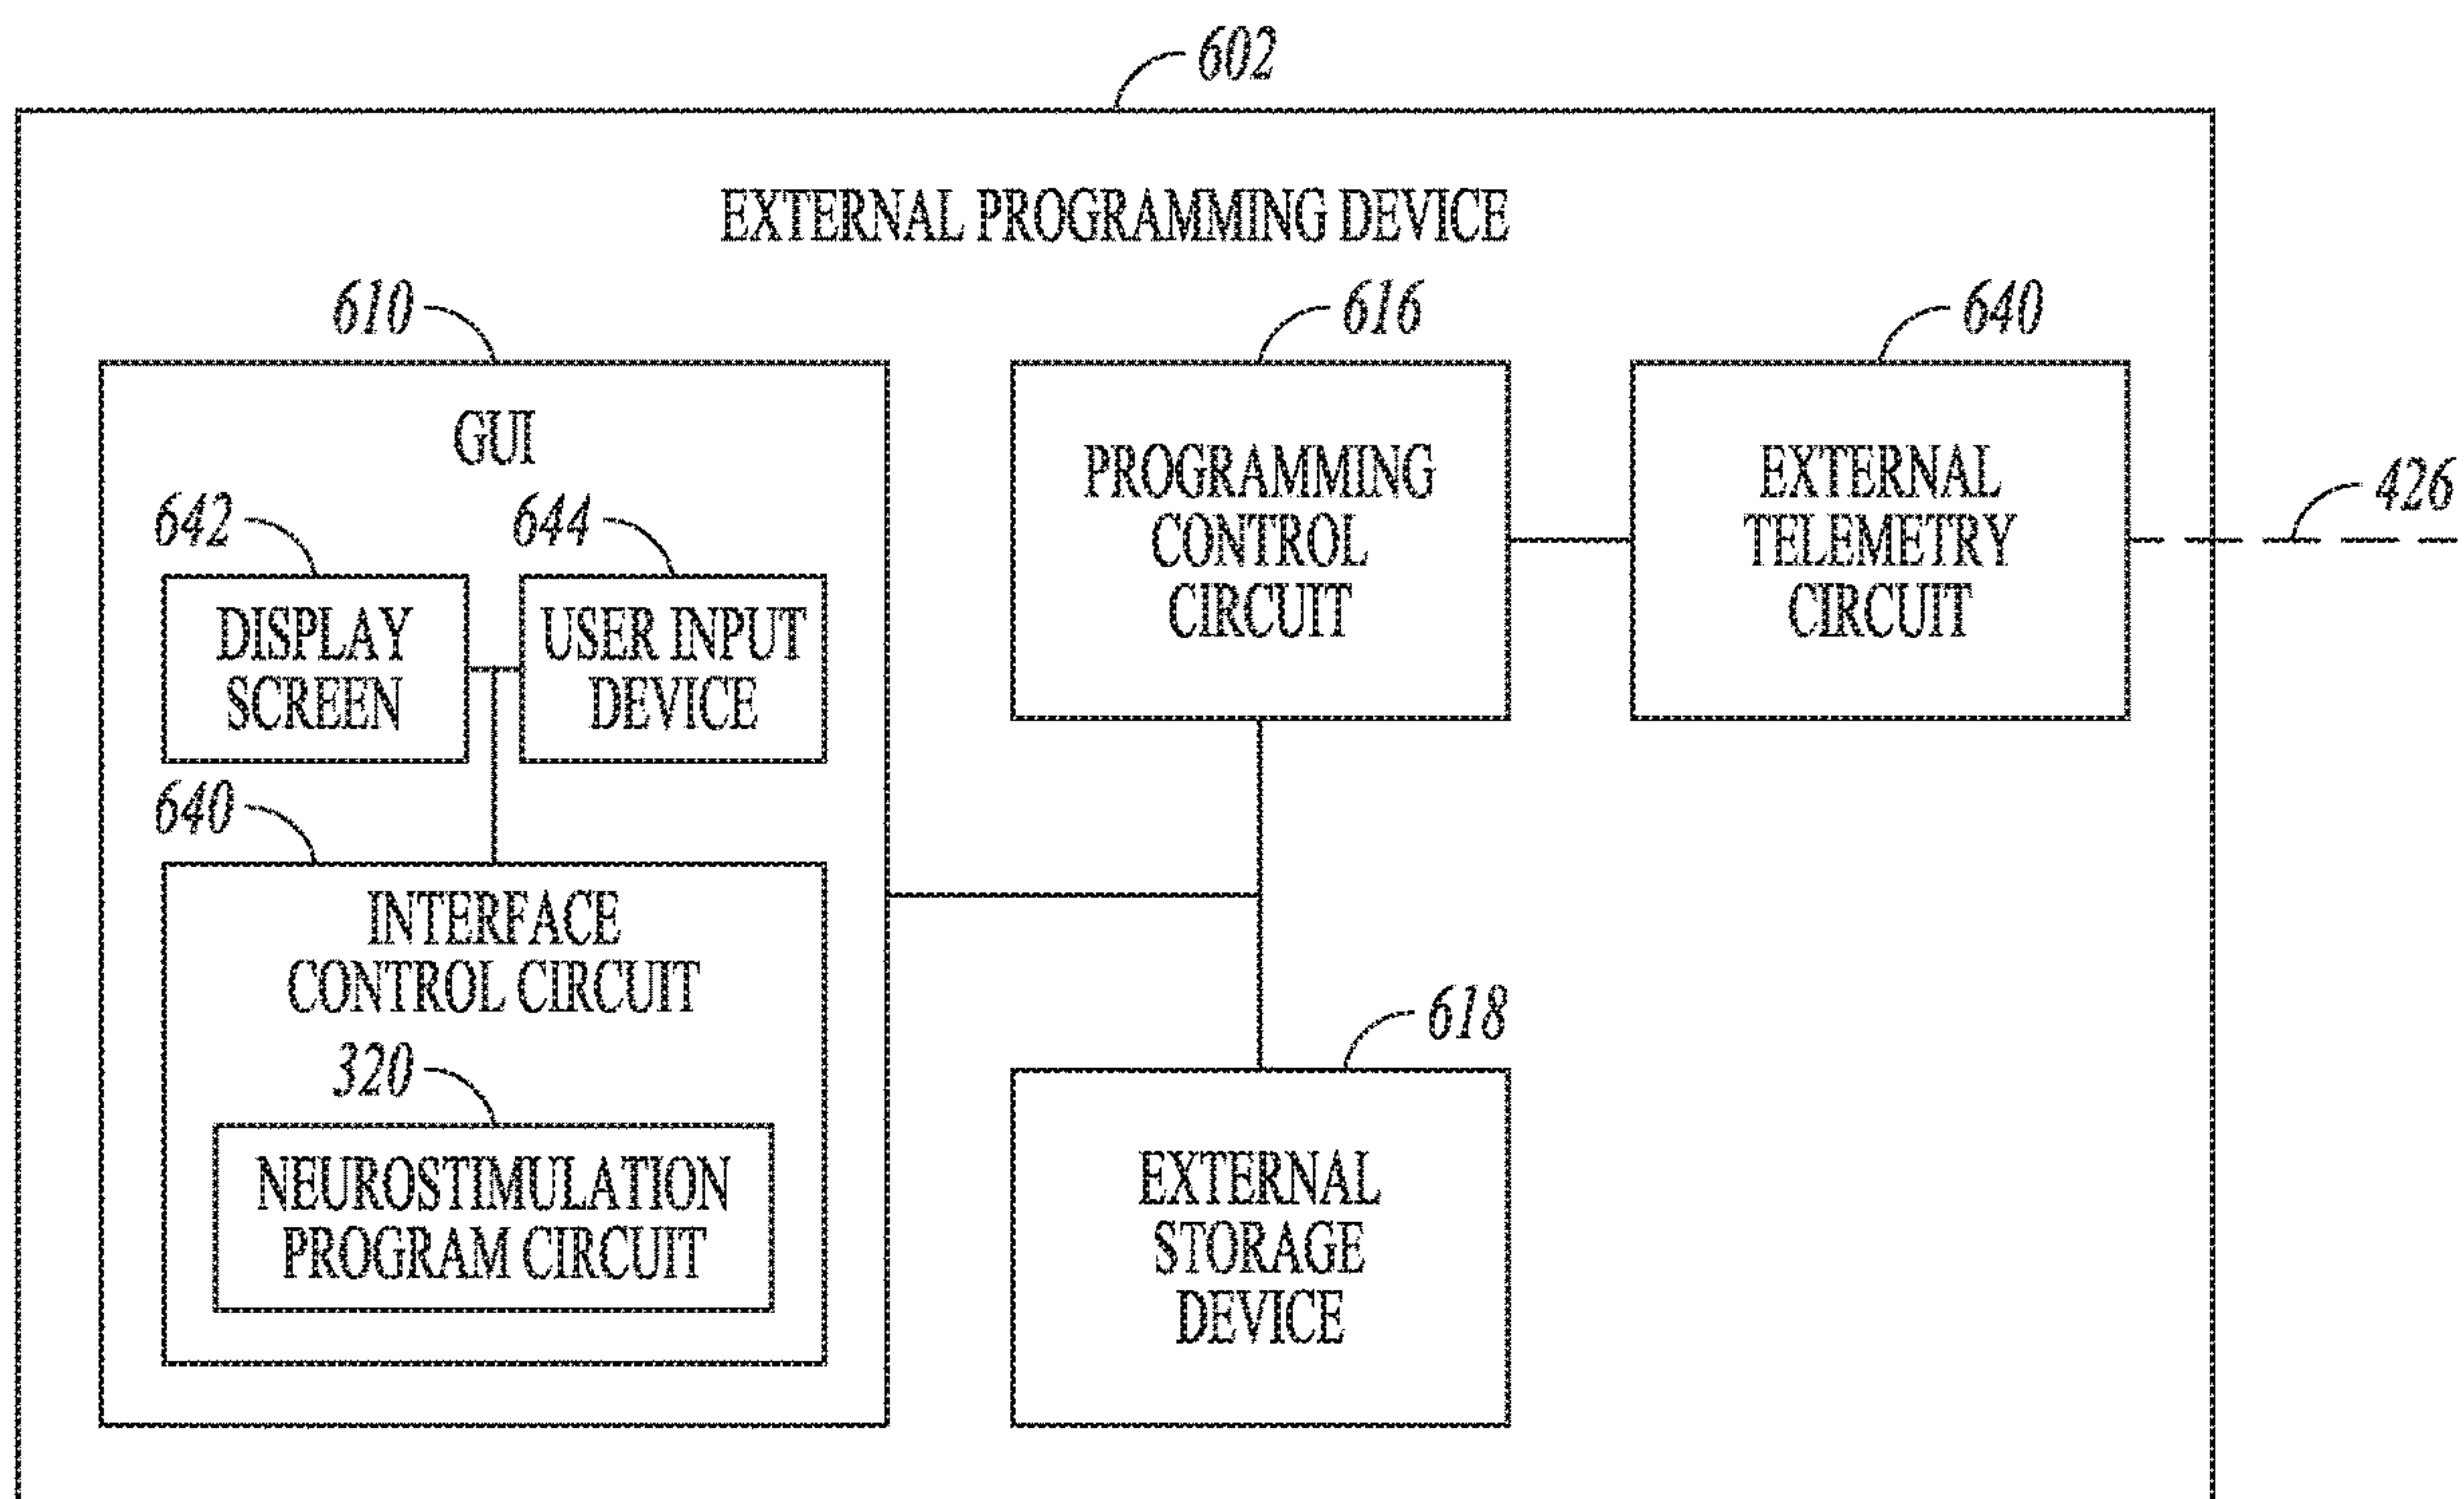 602
EXTERNAL PROGRAMMING DEVICE
610
616
640
GUI
PROGRAMMING
CONTROL
CIRCUIT
EXTERNAL
TELEMETRY
CIRCUIT
426
642
644
DISPLAY
SCREEN
USER INPUT
DEVICE
640
INTERFACE
CONTROL CIRCUIT
320
NEUROSTIMULATION
PROGRAM CIRCUIT
618
EXTERNAL
STORAGE
DEVICE